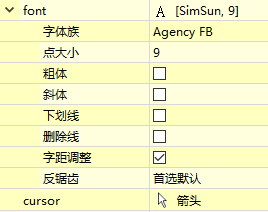 font A [SimSun, 9]
字体族 Agency FB
点大小 9
粗体
斜体
下划线
删除线
字距调整
反锯齿 首选默认
cursor 箭头